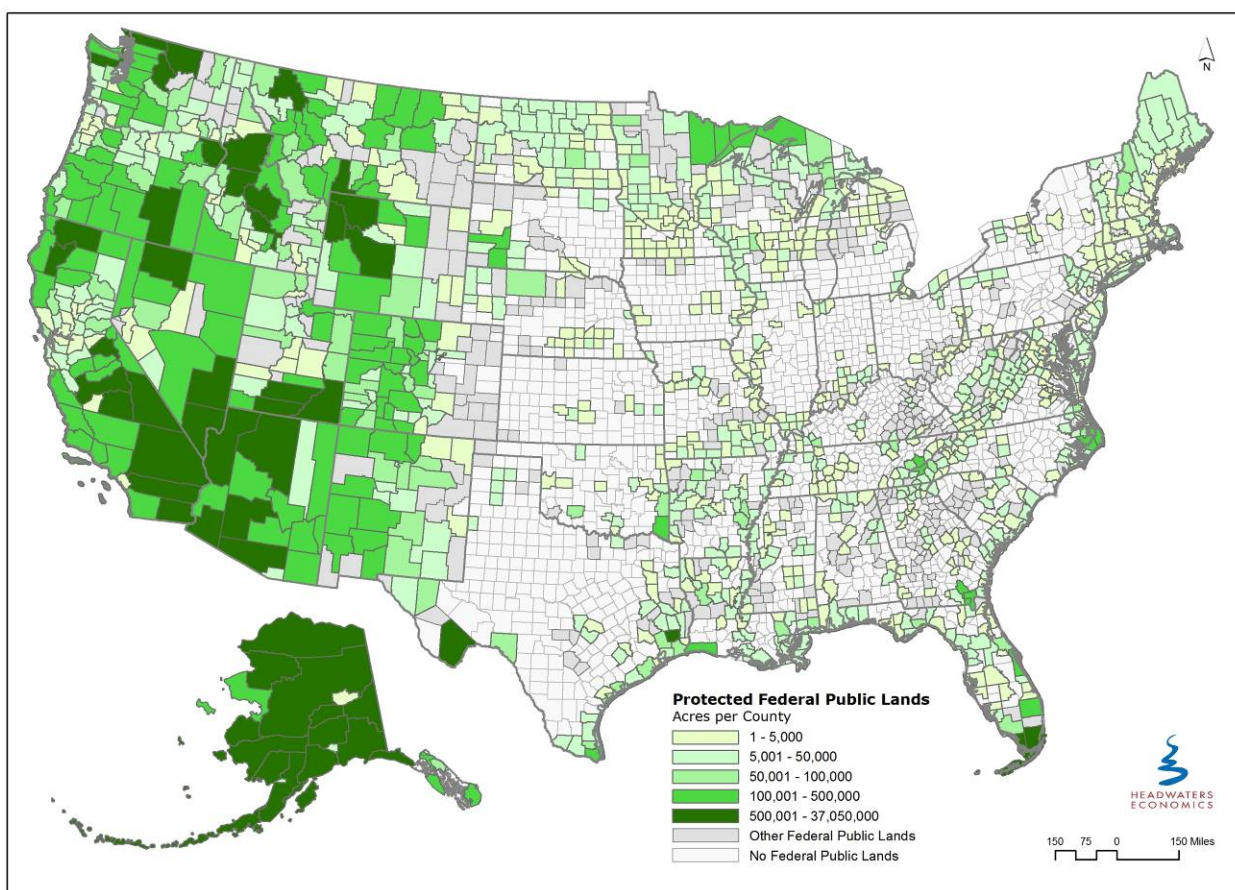 N
Protected Federal Public Lands
Acres per County
1 - 5,000
5,001 - 50,000
50,001 - 100,000
100,001 - 500,000
500,001 - 37,050,000
Other Federal Public Lands
No Federal Public Lands
HEADWATERS
ECONOMICS
150 75 0 150 Miles